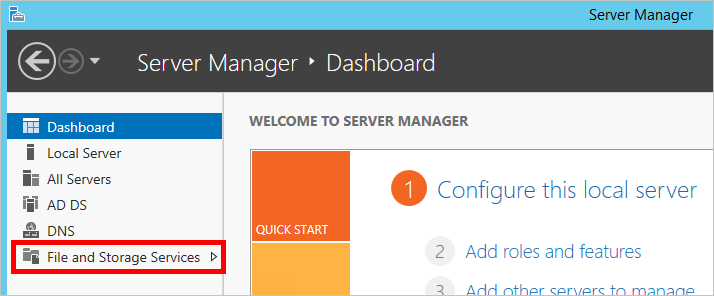 Server Manager
Server Manager ‣ Dashboard
Dashboard
Local Server
All Servers
AD DS
DNS
File and Storage Services
WELCOME TO SERVER MANAGER
QUICK START
1 Configure this local server
2 Add roles and features
3 Add other servers to manage